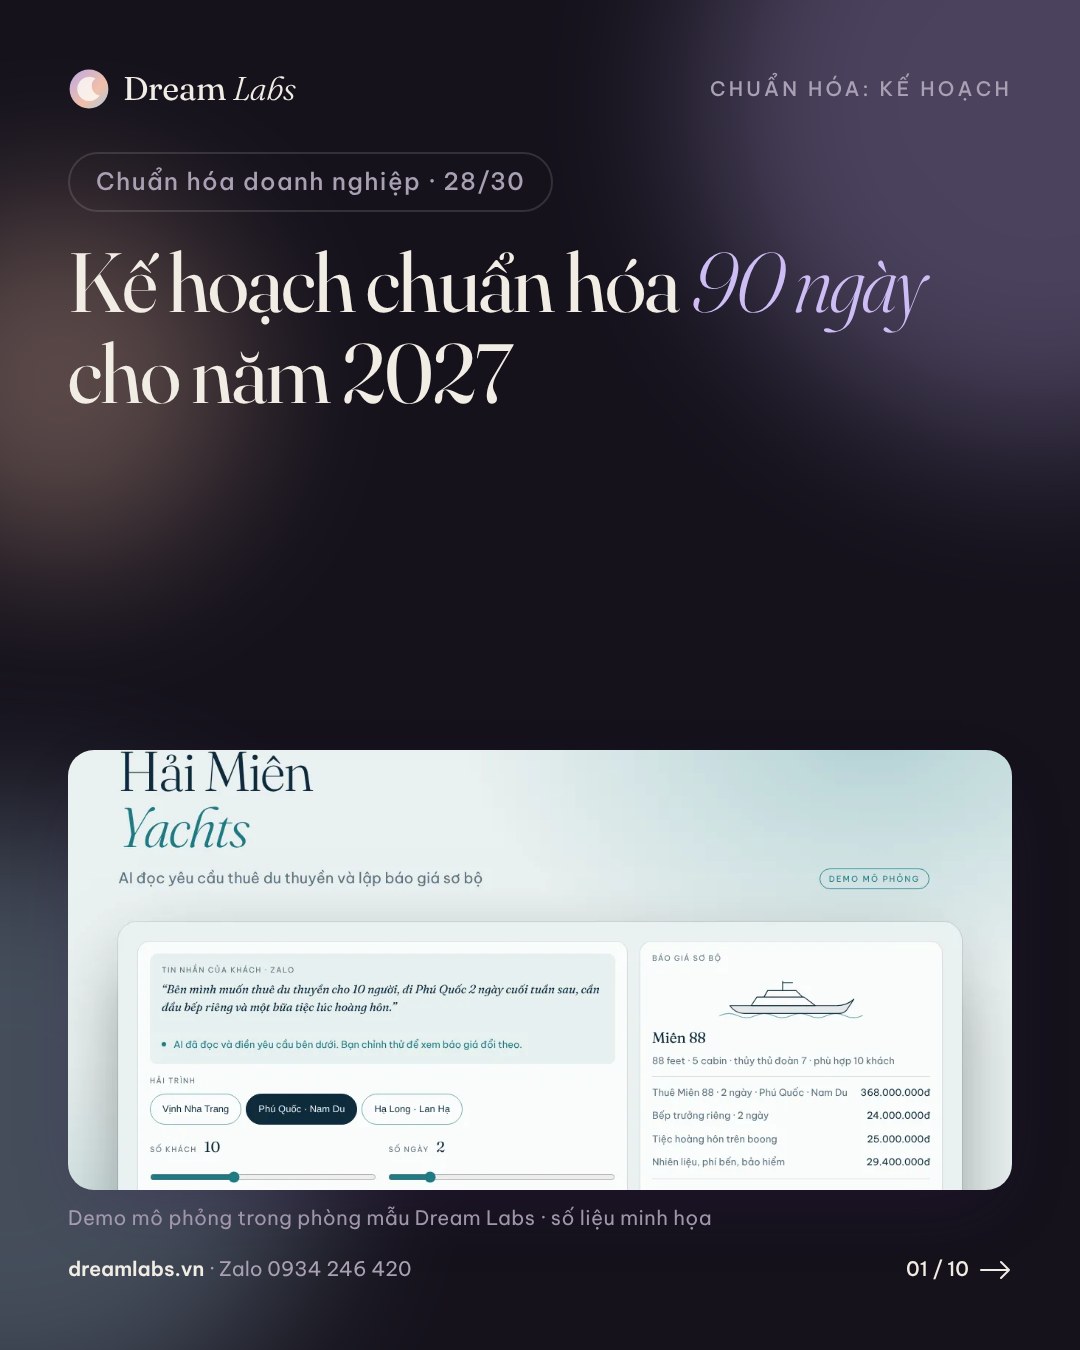 Dream Labs
CHUẨN HÓA: KẾ HOẠCH
Chuẩn hóa doanh nghiệp · 28/30
Kế hoạch chuẩn hóa 90 ngày
cho năm 2027
Hải Miên
Yachts
AI đọc yêu cầu thuê du thuyền và lập báo giá sơ bộ
DEMO MÔ PHỎNG
TIN NHẮN CỦA KHÁCH · ZALO
“Bên mình muốn thuê du thuyền cho 10 người, đi Phú Quốc 2 ngày cuối tuần sau, cần
đầu bếp riêng và một bữa tiệc lúc hoàng hôn.”
AI đã đọc và điền yêu cầu bên dưới. Bạn chỉnh thử để xem báo giá đổi theo.
HẢI TRÌNH
Vịnh Nha Trang
Phú Quốc · Nam Du
Hạ Long · Lan Hạ
SỐ KHÁCH 10
SỐ NGÀY 2
BÁO GIÁ SƠ BỘ
Miên 88
88 feet · 5 cabin · thủy thủ đoàn 7 · phù hợp 10 khách
Thuê Miên 88 · 2 ngày · Phú Quốc · Nam Du 368.000.000đ
Bếp trưởng riêng · 2 ngày 24.000.000đ
Tiệc hoàng hôn trên boong 25.000.000đ
Nhiên liệu, phí bến, bảo hiểm 29.400.000đ
Demo mô phỏng trong phòng mẫu Dream Labs · số liệu minh họa
dreamlabs.vn · Zalo 0934 246 420
01 / 10